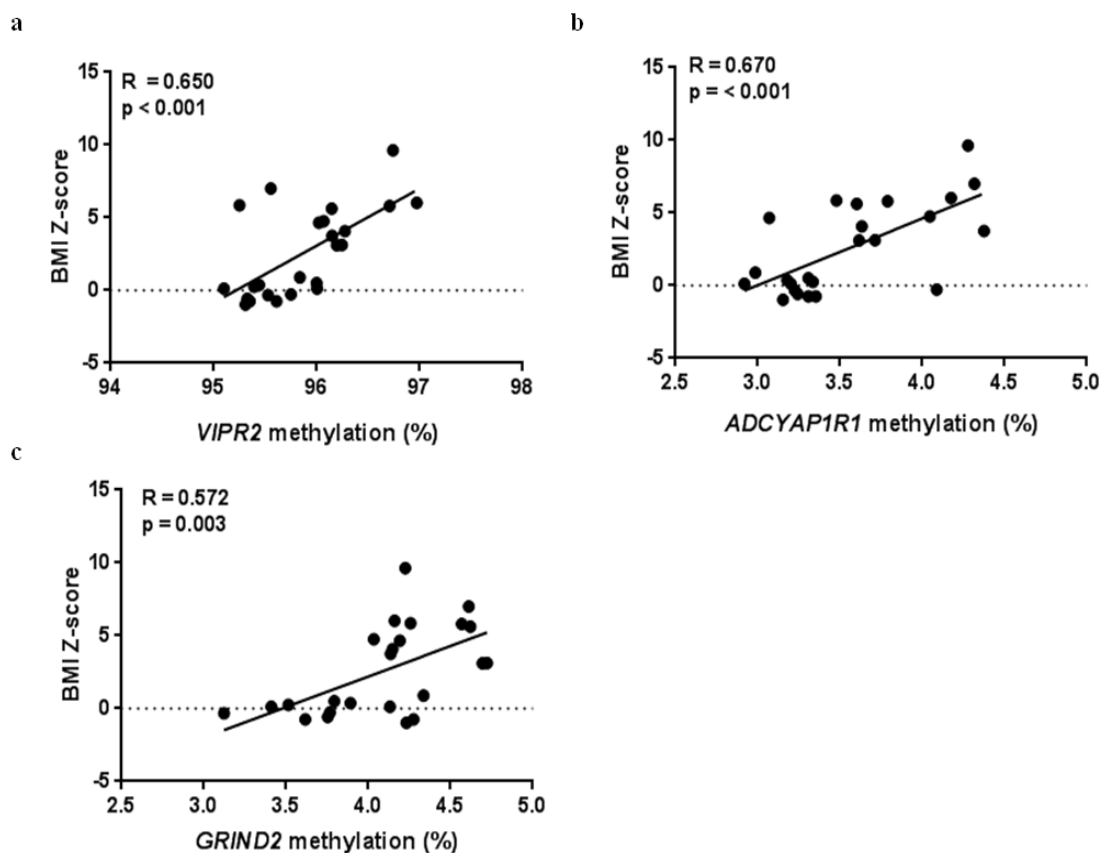 a
R = 0.650
p < 0.001
BMI Z-score
15
10
5
0
-5
94 95 96 97 98
VIPR2 methylation (%)
b
R = 0.670
p = < 0.001
BMI Z-score
15
10
5
0
-5
2.5 3.0 3.5 4.0 4.5 5.0
ADCYAP1R1 methylation (%)
c
R = 0.572
p = 0.003
BMI Z-score
15
10
5
0
-5
2.5 3.0 3.5 4.0 4.5 5.0
GRIND2 methylation (%)